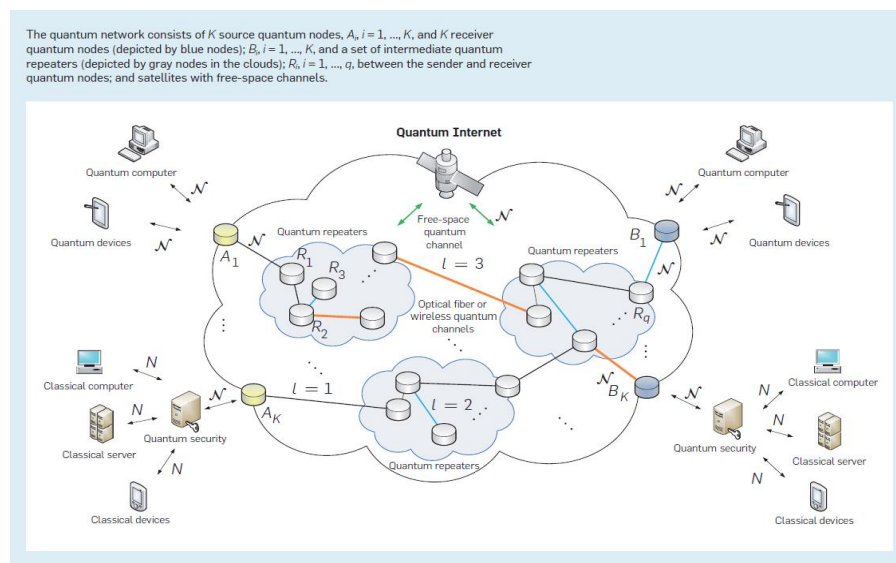 The quantum network consists of K source quantum nodes, Aᵢ, i = 1, ..., K, and K receiver
quantum nodes (depicted by blue nodes); Bᵢ, i = 1, ..., K, and a set of intermediate quantum
repeaters (depicted by gray nodes in the clouds); Rᵢ, i = 1, ..., q, between the sender and receiver
quantum nodes; and satellites with free-space channels.
Quantum Internet
Quantum computer
𝒩
Quantum devices
𝒩
A₁
𝒩
Quantum repeaters
R₁
R₃
R₂
...
Free-space
quantum
channel
𝒩
l = 3
Optical fiber or
wireless quantum
channels
Quantum repeaters
R_q
...
B₁
𝒩
Quantum computer
𝒩
Quantum devices
𝒩
Classical computer
N
Classical server
N
Quantum security
𝒩
N
Classical devices
A_K
l = 1
l = 2
...
Quantum repeaters
𝒩
B_K
𝒩
Quantum security
Classical computer
N
N
Classical server
N
Classical devices